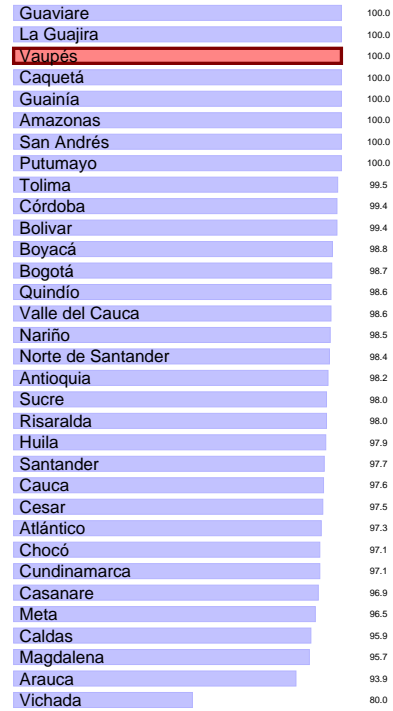 Guaviare 100.0
La Guajira 100.0
Vaupés 100.0
Caquetá 100.0
Guainía 100.0
Amazonas 100.0
San Andrés 100.0
Putumayo 100.0
Tolima 99.5
Córdoba 99.4
Bolivar 99.4
Boyacá 98.8
Bogotá 98.7
Quindío 98.6
Valle del Cauca 98.6
Nariño 98.5
Norte de Santander 98.4
Antioquia 98.2
Sucre 98.0
Risaralda 98.0
Huila 97.9
Santander 97.7
Cauca 97.6
Cesar 97.5
Atlántico 97.3
Chocó 97.1
Cundinamarca 97.1
Casanare 96.9
Meta 96.5
Caldas 95.9
Magdalena 95.7
Arauca 93.9
Vichada 80.0